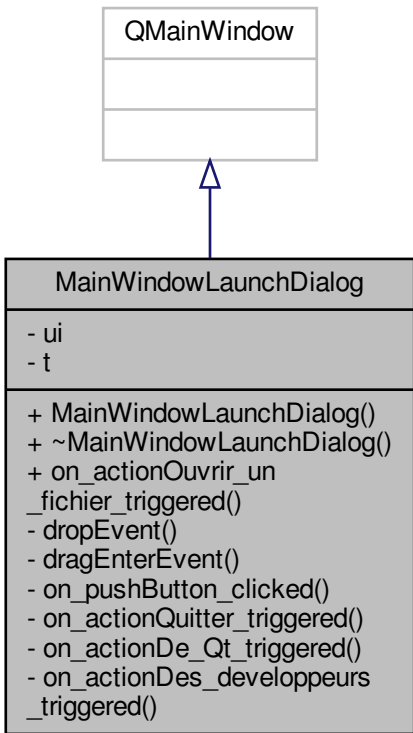 QMainWindow
MainWindowLaunchDialog
- ui
- t
+ MainWindowLaunchDialog()
+ ~MainWindowLaunchDialog()
+ on_actionOuvrir_un
_fichier_triggered()
- dropEvent()
- dragEnterEvent()
- on_pushButton_clicked()
- on_actionQuitter_triggered()
- on_actionDe_Qt_triggered()
- on_actionDes_developpeurs
_triggered()